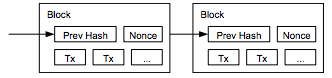 Block
Prev Hash
Nonce
Tx
Tx
...
Block
Prev Hash
Nonce
Tx
Tx
...